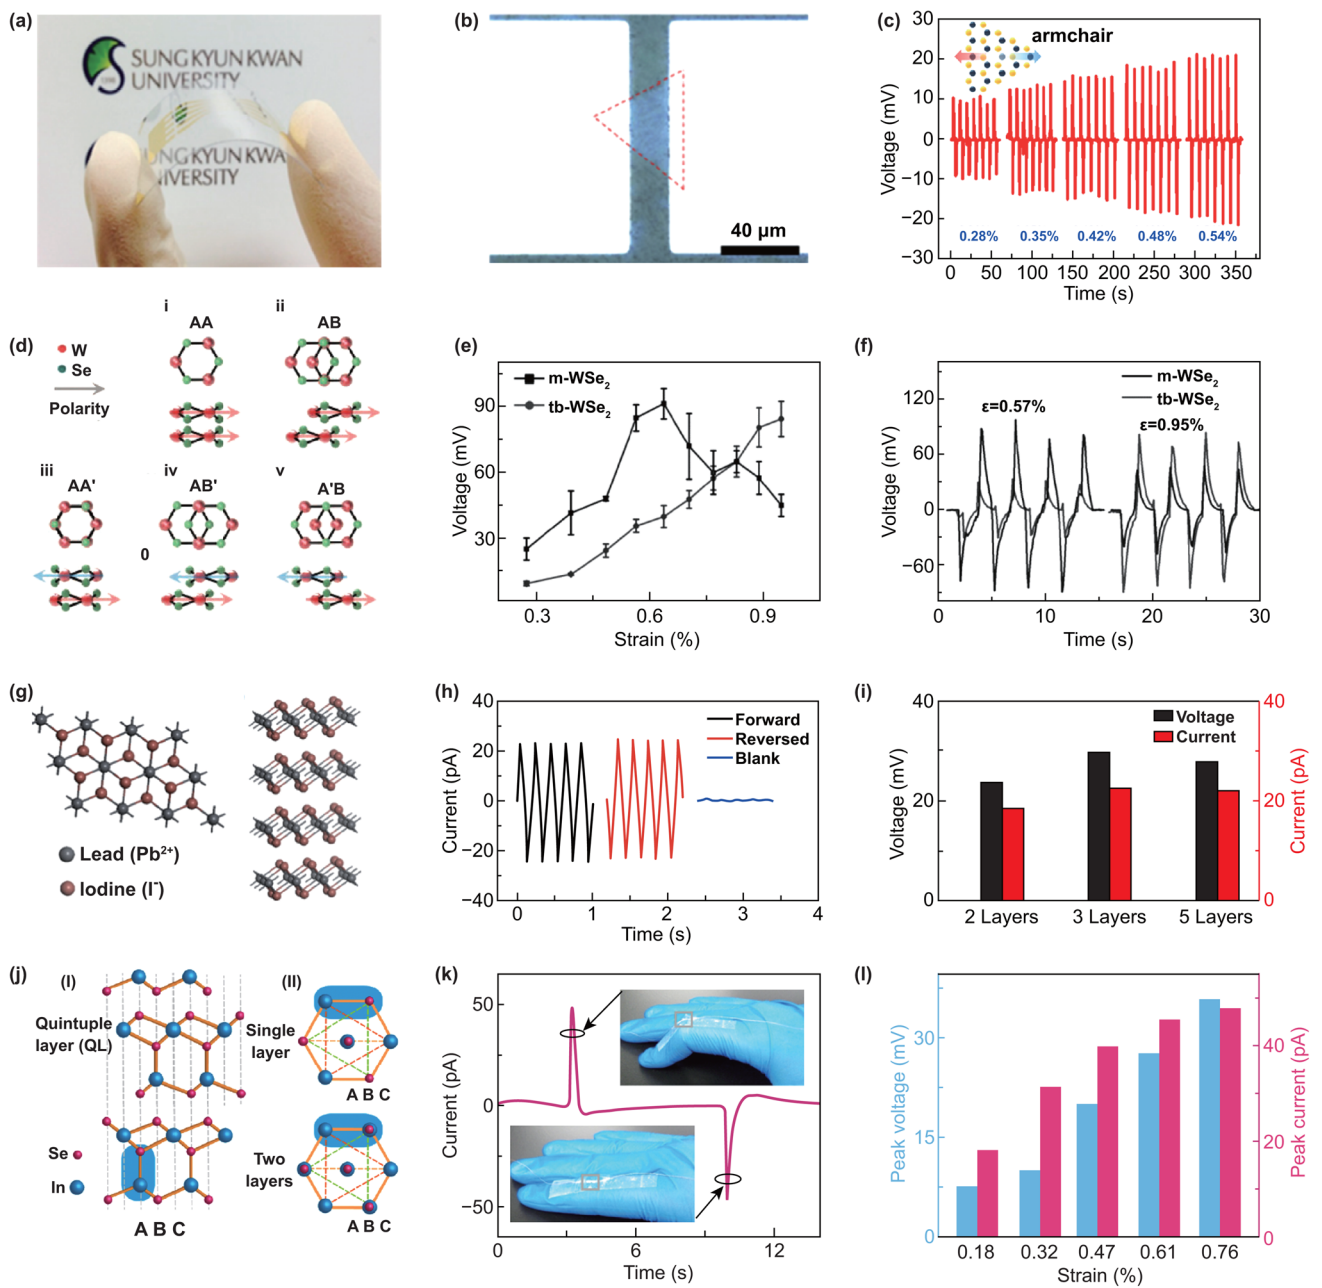 (a)
SUNGKYUNKWAN
UNIVERSITY
UNGKYUNKWA
IVERSITY
(b)
40 µm
(c)
armchair
Voltage (mV)
30
20
10
0
−10
−20
−30
0.28%
0.35%
0.42%
0.48%
0.54%
0 50 100 150 200 250 300 350
Time (s)
(d)
W
Se
Polarity
i
AA
ii
AB
iii
AA'
iv
AB'
v
A'B
0
(e)
m-WSe₂
tb-WSe₂
Voltage (mV)
90
60
30
0.3 0.6 0.9
Strain (%)
(f)
m-WSe₂
tb-WSe₂
ε=0.57%
ε=0.95%
Voltage (mV)
120
60
0
−60
0 10 20 30
Time (s)
(g)
Lead (Pb²⁺)
Iodine (I⁻)
(h)
Forward
Reversed
Blank
Current (pA)
40
20
0
−20
−40
0 1 2 3 4
Time (s)
(i)
Voltage
Current
Voltage (mV)
40
20
0
Current (pA)
40
20
0
2 Layers 3 Layers 5 Layers
(j)
(I)
(II)
Quintuple
layer (QL)
Se
In
A B C
Single
layer
A B C
Two
layers
A B C
(k)
Current (pA)
50
0
−50
0 6 12
Time (s)
(l)
Peak voltage (mV)
30
15
0
Peak current (pA)
40
20
0
0.18 0.32 0.47 0.61 0.76
Strain (%)